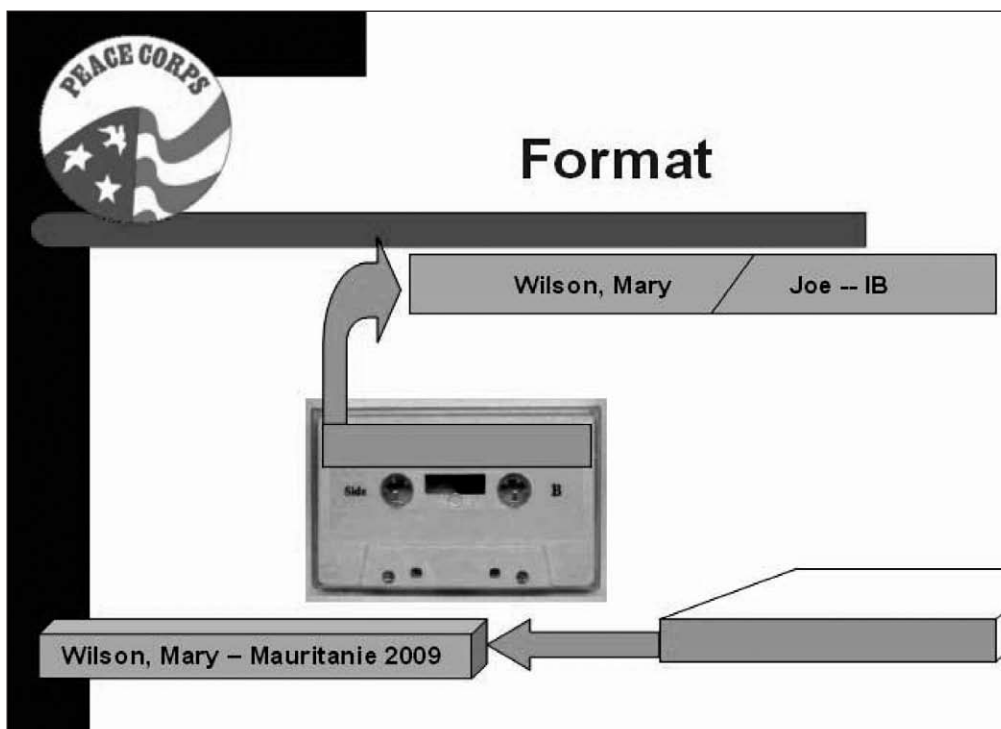 PEACE CORPS
Format
Wilson, Mary
Joe -- IB
Side B
Wilson, Mary – Mauritanie 2009